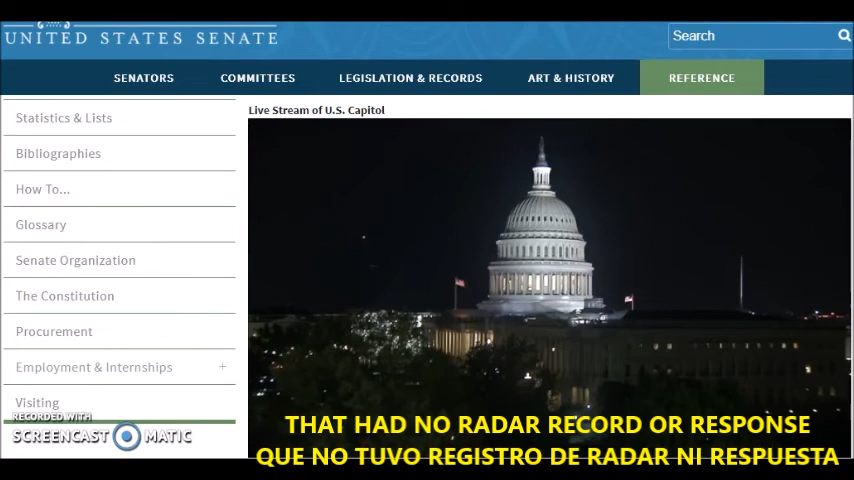 UNITED STATES SENATE
Search
SENATORS COMMITTEES LEGISLATION & RECORDS ART & HISTORY REFERENCE
Live Stream of U.S. Capitol
Statistics & Lists
Bibliographies
How To...
Glossary
Senate Organization
The Constitution
Procurement
Employment & Internships +
Visiting
RECORDED WITH
SCREENCAST MATIC
THAT HAD NO RADAR RECORD OR RESPONSE
QUE NO TUVO REGISTRO DE RADAR NI RESPUESTA